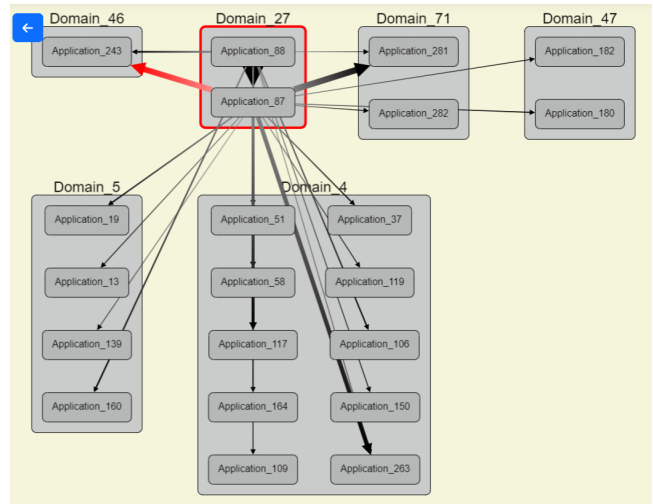 Domain_46 Domain_27 Domain_71 Domain_47
Application_243 Application_88 Application_281 Application_182
Application_87 Application_282 Application_180
Domain_5 Domain_4
Application_19 Application_51 Application_37
Application_13 Application_58 Application_119
Application_139 Application_117 Application_106
Application_160 Application_164 Application_150
Application_109 Application_263